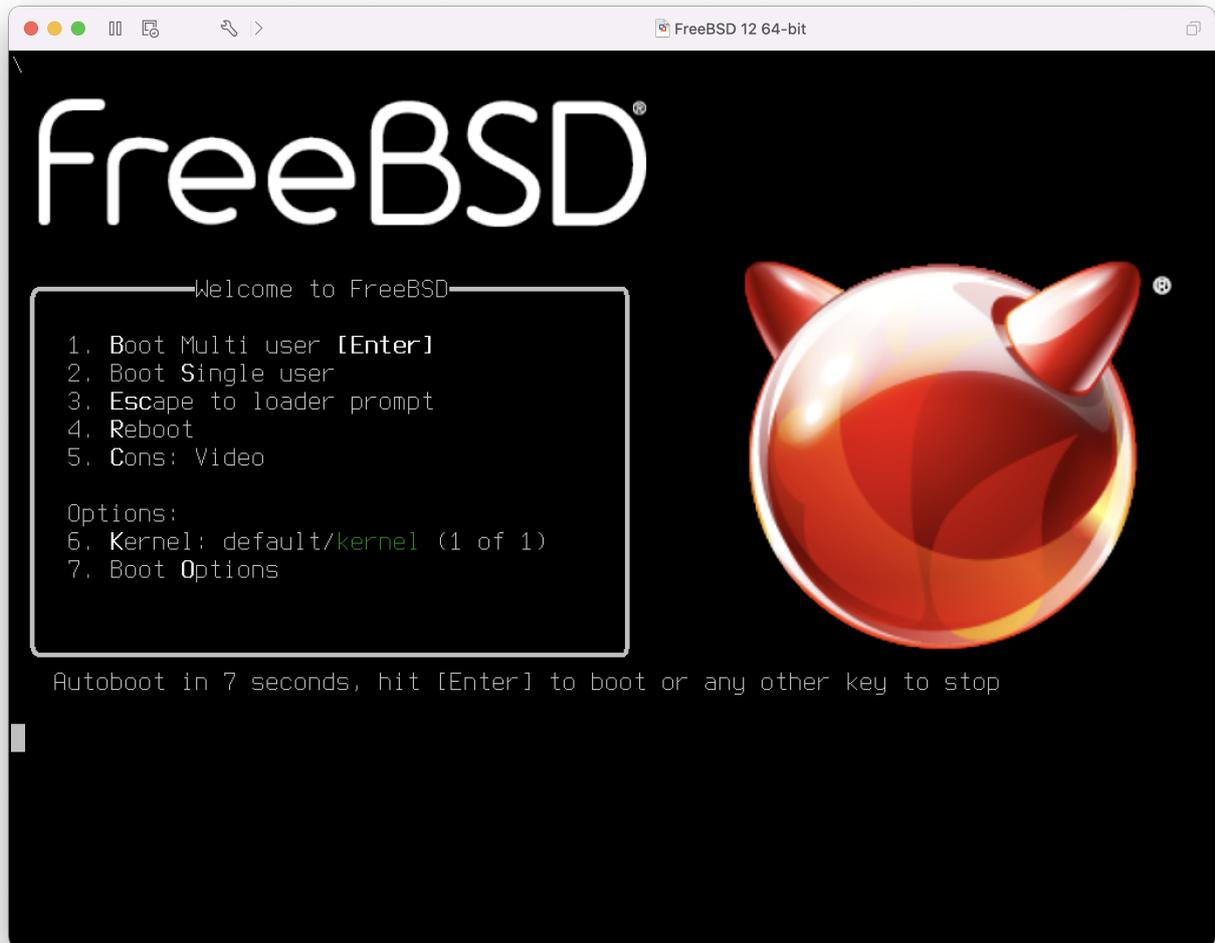 FreeBSD 12 64-bit
\
FreeBSD®
Welcome to FreeBSD
1. Boot Multi user [Enter]
2. Boot Single user
3. Escape to loader prompt
4. Reboot
5. Cons: Video
Options:
6. Kernel: default/kernel (1 of 1)
7. Boot Options
®
Autoboot in 7 seconds, hit [Enter] to boot or any other key to stop